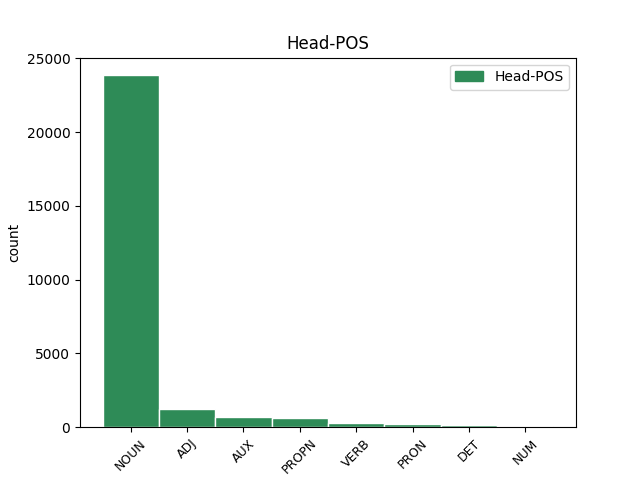 Head-POS
25000
20000
15000
10000
5000
0
count
Head-POS
NOUN
ADJ
AUX
PROPN
VERB
PRON
DET
NUM